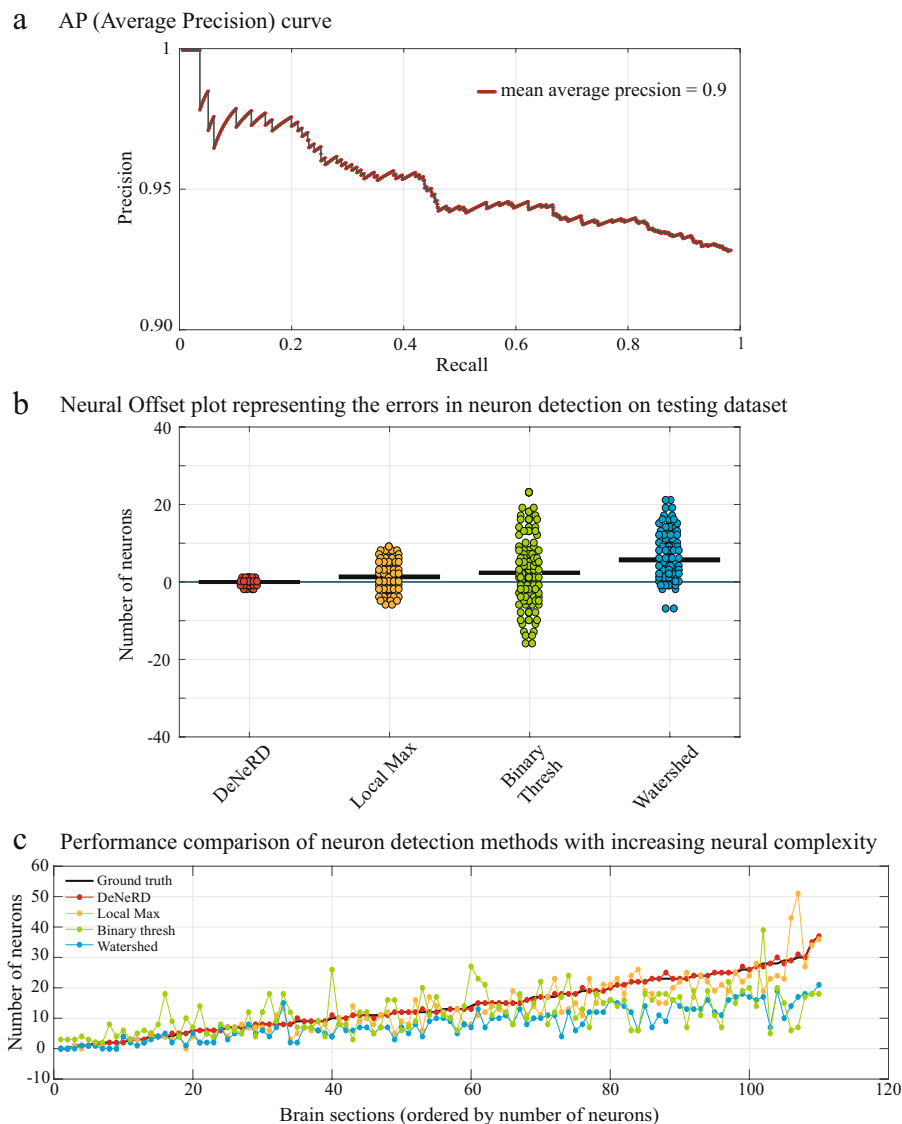 a AP (Average Precision) curve
1
mean average precsion = 0.9
Precision
0.95
0.90
0 0.2 0.4 0.6 0.8 1
Recall
b Neural Offset plot representing the errors in neuron detection on testing dataset
40
20
0
-20
-40
Number of neurons
DeNeRD
Local Max
Binary
Thresh
Watershed
c Performance comparison of neuron detection methods with increasing neural complexity
60
50
40
30
20
10
0
-10
Number of neurons
Ground truth
DeNeRD
Local Max
Binary thresh
Watershed
0 20 40 60 80 100 120
Brain sections (ordered by number of neurons)